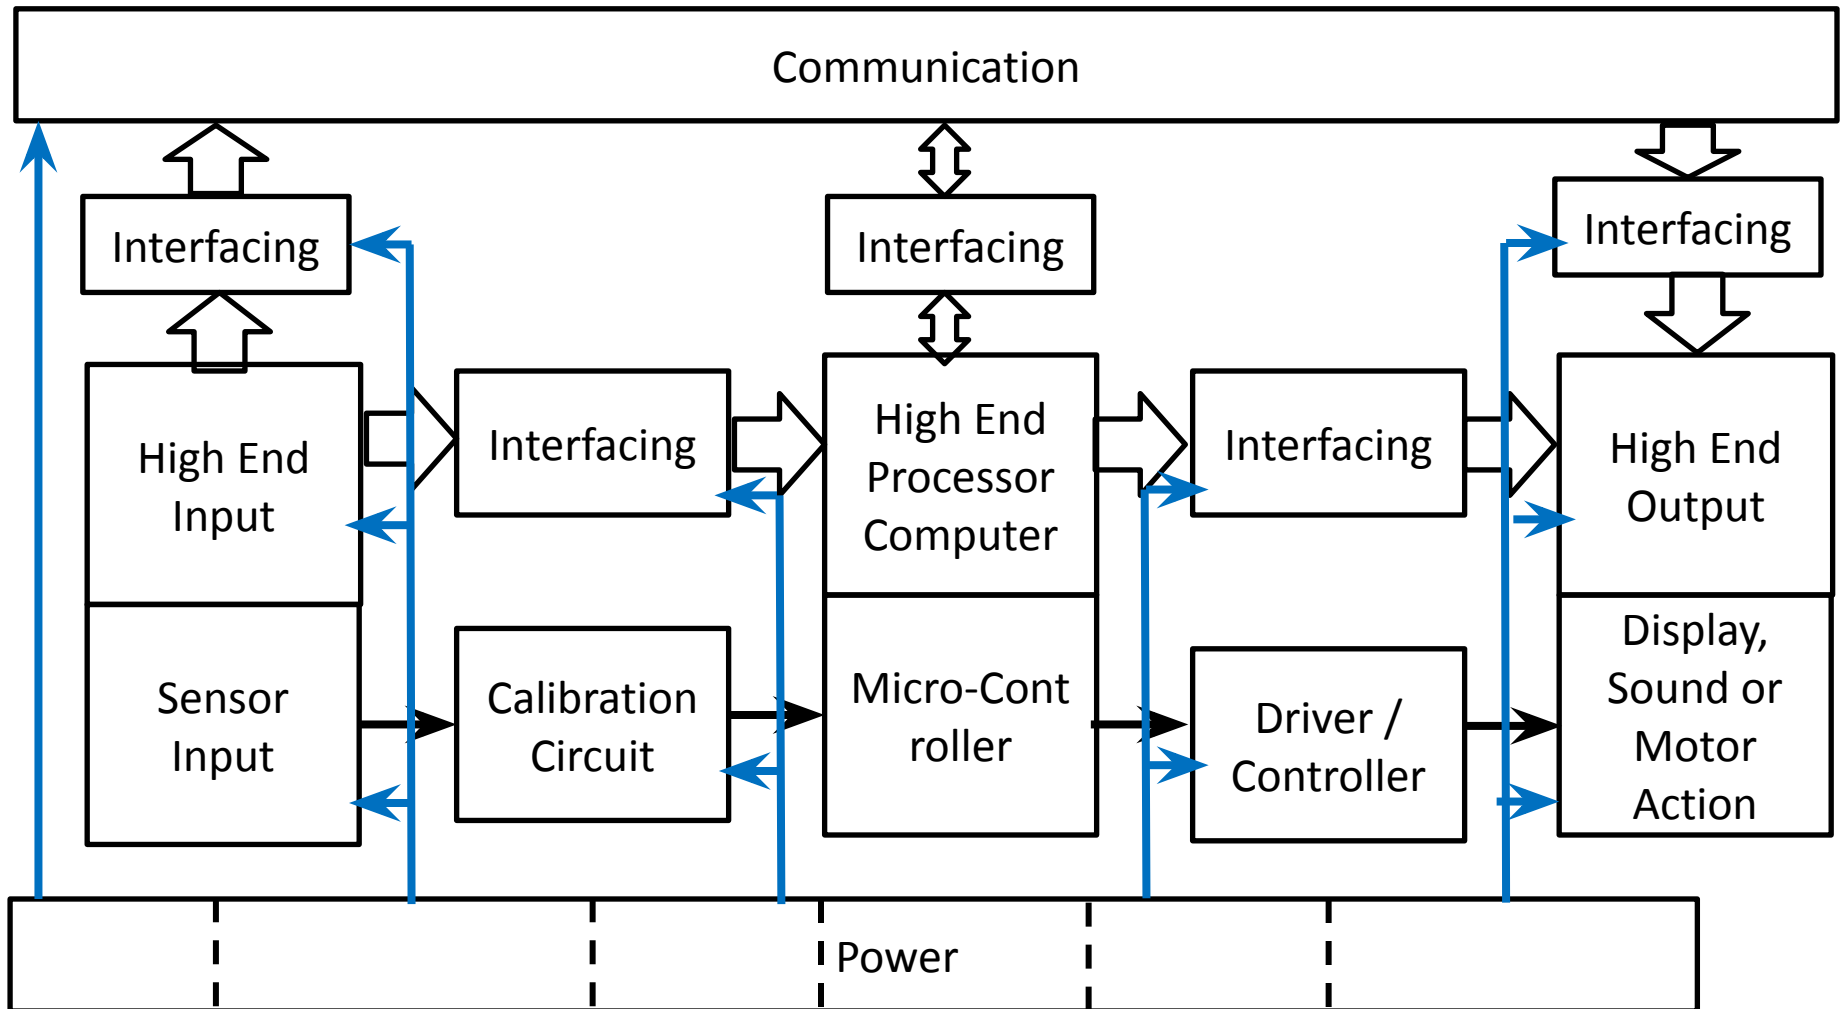 Communication
Interfacing
Interfacing
Interfacing
High End
Input
Interfacing
High End
Processor
Computer
Interfacing
High End
Output
Sensor
Input
Calibration
Circuit
Micro-Cont
roller
Driver /
Controller
Display,
Sound or
Motor
Action
Power